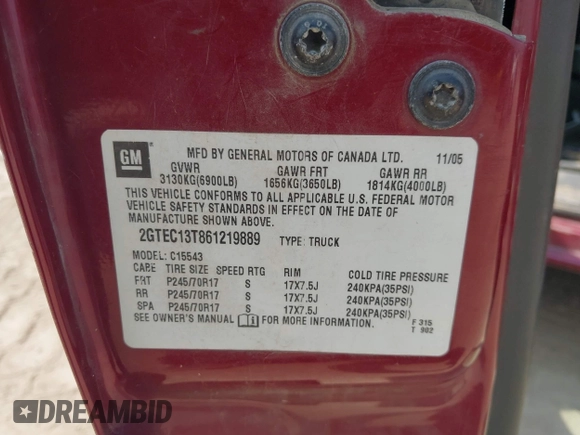 GM
MFD BY GENERAL MOTORS OF CANADA LTD. 11/05
GVWR GAWR FRT GAWR RR
3130KG(6900LB) 1656KG(3650LB) 1814KG(4000LB)
THIS VEHICLE CONFORMS TO ALL APPLICABLE U.S. FEDERAL MOTOR
VEHICLE SAFETY STANDARDS IN EFFECT ON THE DATE OF
MANUFACTURE SHOWN ABOVE.
2GTEC13T861219889 TYPE: TRUCK
MODEL: C15543
TIRE SIZE SPEED RTG RIM COLD TIRE PRESSURE
FRT P245/70R17 S 17X7.5J 240KPA(35PSI)
RR P245/70R17 S 17X7.5J 240KPA(35PSI)
SPA P245/70R17 S 17X7.5J 240KPA(35PSI)
SEE OWNER'S MANUAL FOR MORE INFORMATION
F 315
T 902
DREAMBID